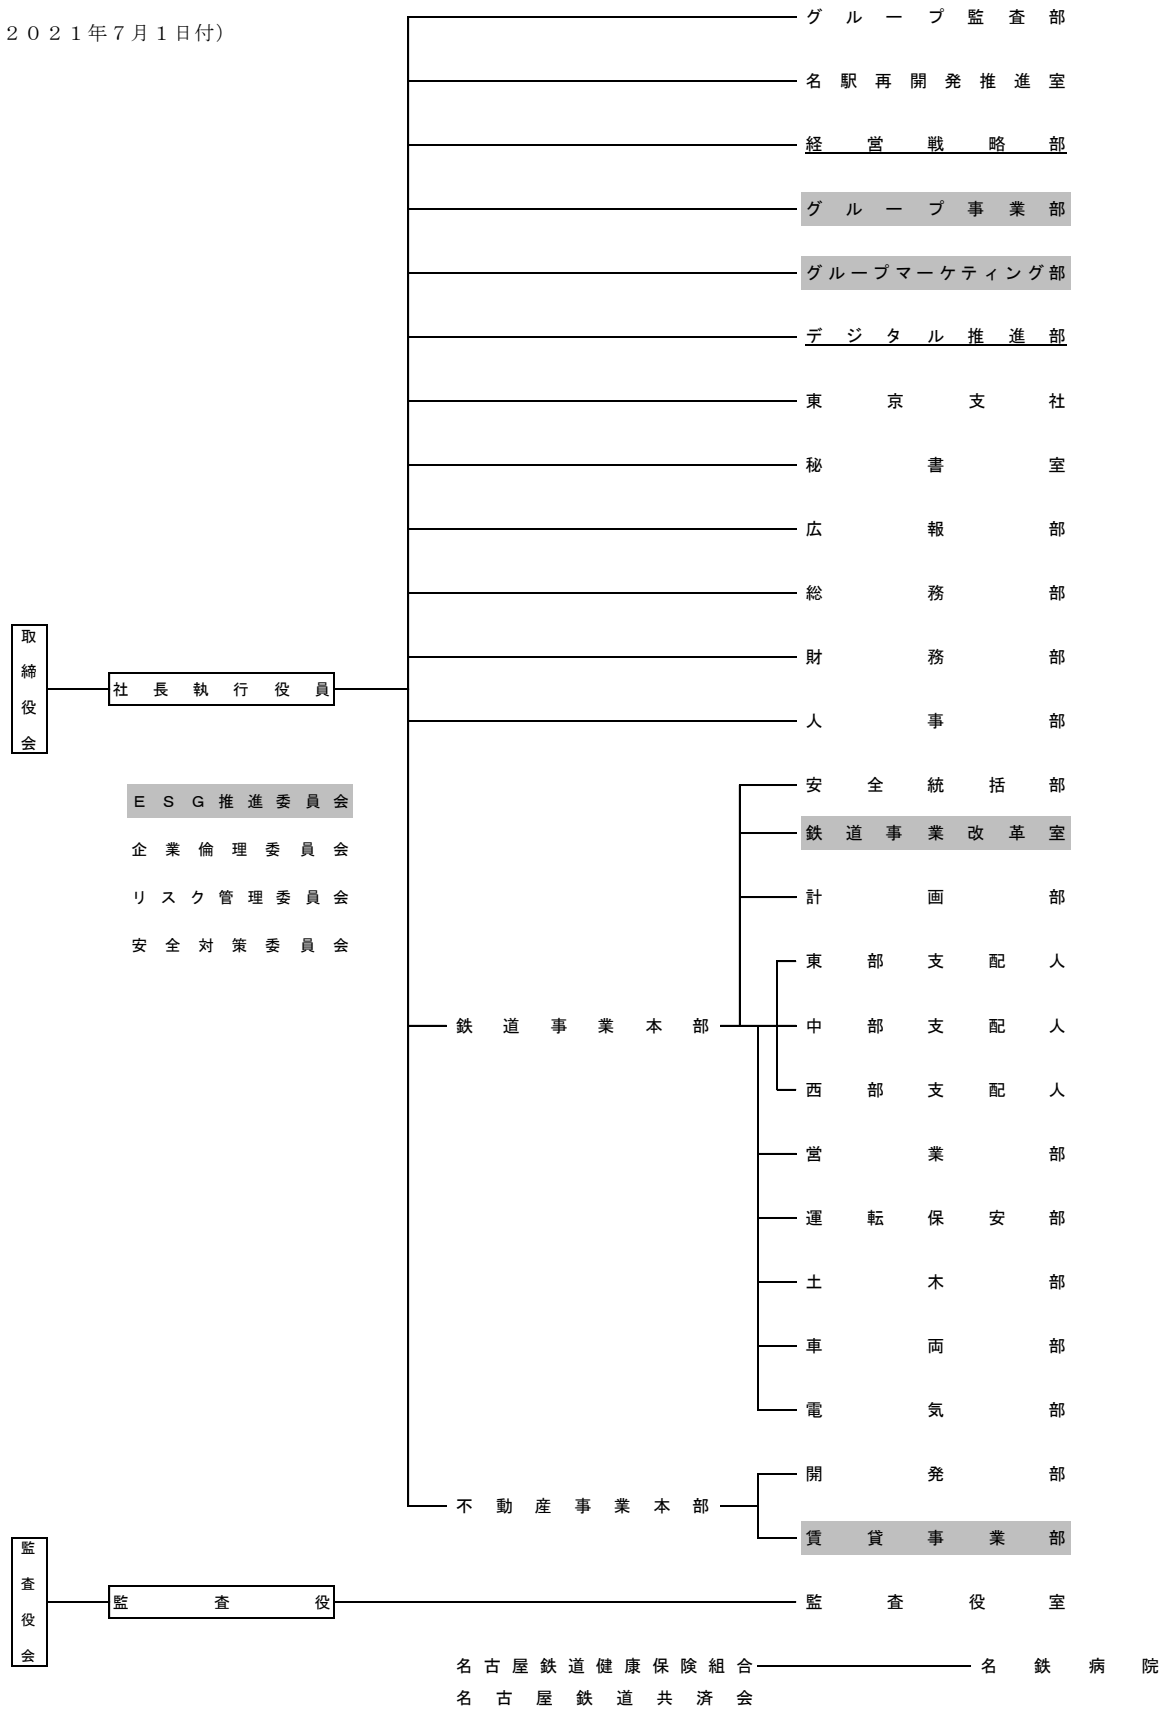 ２０２１年７月１日付）
グループ監査部
名駅再開発推進室
経営戦略部
グループ事業部
グループマーケティング部
デジタル推進部
東京支社
秘書室
広報部
総務部
財務部
取締役会
社長執行役員
人事部
安全統括部
ＥＳＧ推進委員会
鉄道事業改革室
企業倫理委員会
リスク管理委員会
計画部
安全対策委員会
東部支配人
鉄道事業本部
中部支配人
西部支配人
営業部
運転保安部
土木部
車両部
電気部
開発部
不動産事業本部
賃貸事業部
監査役会
監査役
監査役室
名古屋鉄道健康保険組合
名鉄病院
名古屋鉄道共済会